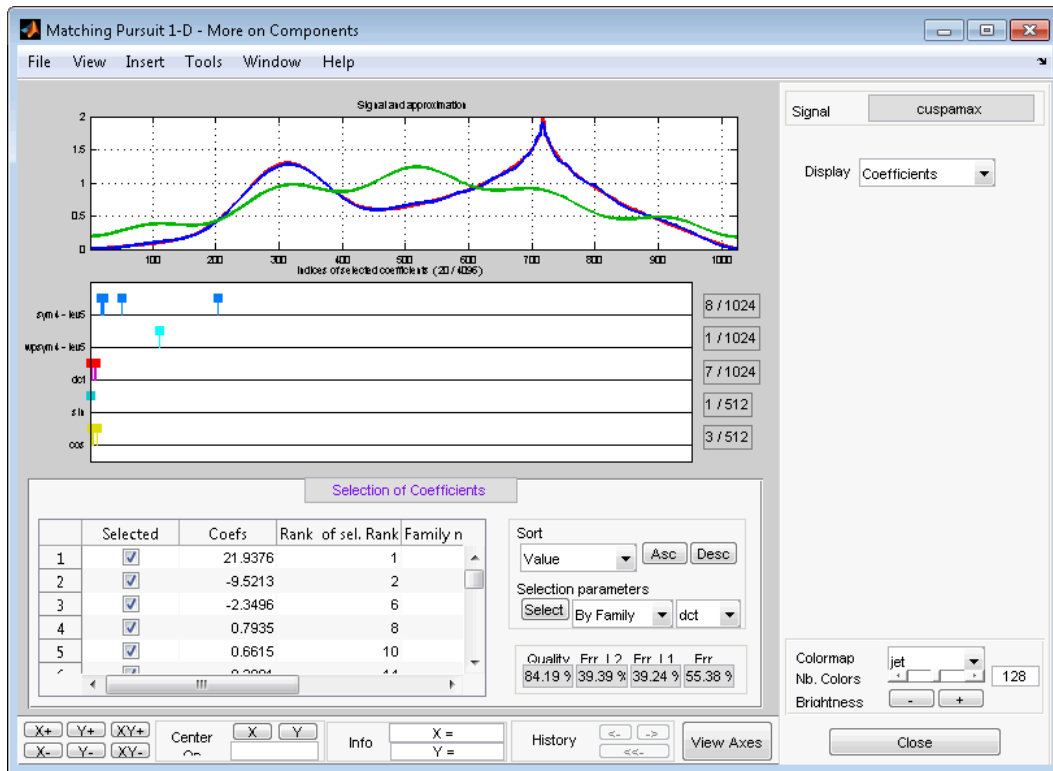 Matching Pursuit 1-D - More on Components
File View Insert Tools Window Help
Signal and approximation
2
1.5
1
0.5
0
100 200 300 400 500 600 700 800 900 1000
Indices of selected coefficients (20 / 4096)
sym4 - lev5
wpsym4 - lev5
dct
sin
cos
8 / 1024
1 / 1024
7 / 1024
1 / 512
3 / 512
Signal cuspamax
Display Coefficients
Selection of Coefficients
Selected Coefs Rank of sel. Rank Family n
1 21.9376 1
2 -9.5213 2
3 -2.3496 6
4 0.7935 8
5 0.6615 10
Sort
Value Asc Desc
Selection parameters
Select By Family dct
Quality Err. L2 Err. L1 Err.
84.19 % 39.39 % 39.24 % 55.38 %
Colormap jet
Nb. Colors 128
Brightness - +
X+ Y+ XY+
X- Y- XY-
Center On
X Y
Info
X =
Y =
History
<- ->
<<-
View Axes
Close